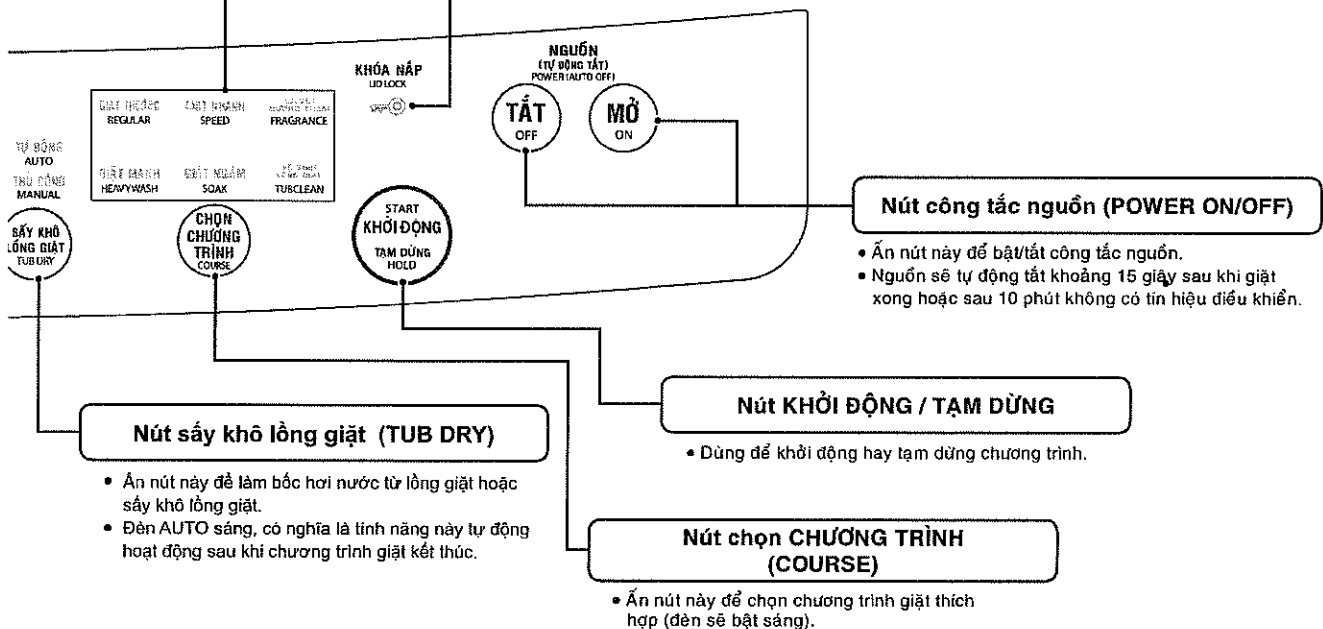 NGUỒN
(TỰ ĐỘNG TẮT)
POWER (AUTO OFF)
KHÓA NẮP
LID LOCK
TẮT
OFF
MỞ
ON
REGULAR
SPEED
FRAGRANCE
TỰ ĐỘNG
AUTO
THỦ CÔNG
MANUAL
GIẶT MẠNH
HEAVYWASH
GIẶT NGÂM
SOAK
TUBCLEAN
SẤY KHÔ
LỒNG GIẶT
TUB DRY
CHỌN
CHƯƠNG
TRÌNH
COURSE
START
KHỞI ĐỘNG
TẠM DỪNG
HOLD
Nút công tắc nguồn (POWER ON/OFF)
• Ấn nút này để bật/tắt công tắc nguồn.
• Nguồn sẽ tự động tắt khoảng 15 giây sau khi giặt
xong hoặc sau 10 phút không có tín hiệu điều khiển.
Nút KHỞI ĐỘNG / TẠM DỪNG
• Dùng để khởi động hay tạm dừng chương trình.
Nút sấy khô lồng giặt (TUB DRY)
• Ấn nút này để làm bốc hơi nước từ lồng giặt hoặc
sấy khô lồng giặt.
• Đèn AUTO sáng, có nghĩa là tính năng này tự động
hoạt động sau khi chương trình giặt kết thúc.
Nút chọn CHƯƠNG TRÌNH
(COURSE)
• Ấn nút này để chọn chương trình giặt thích
hợp (đèn sẽ bật sáng).